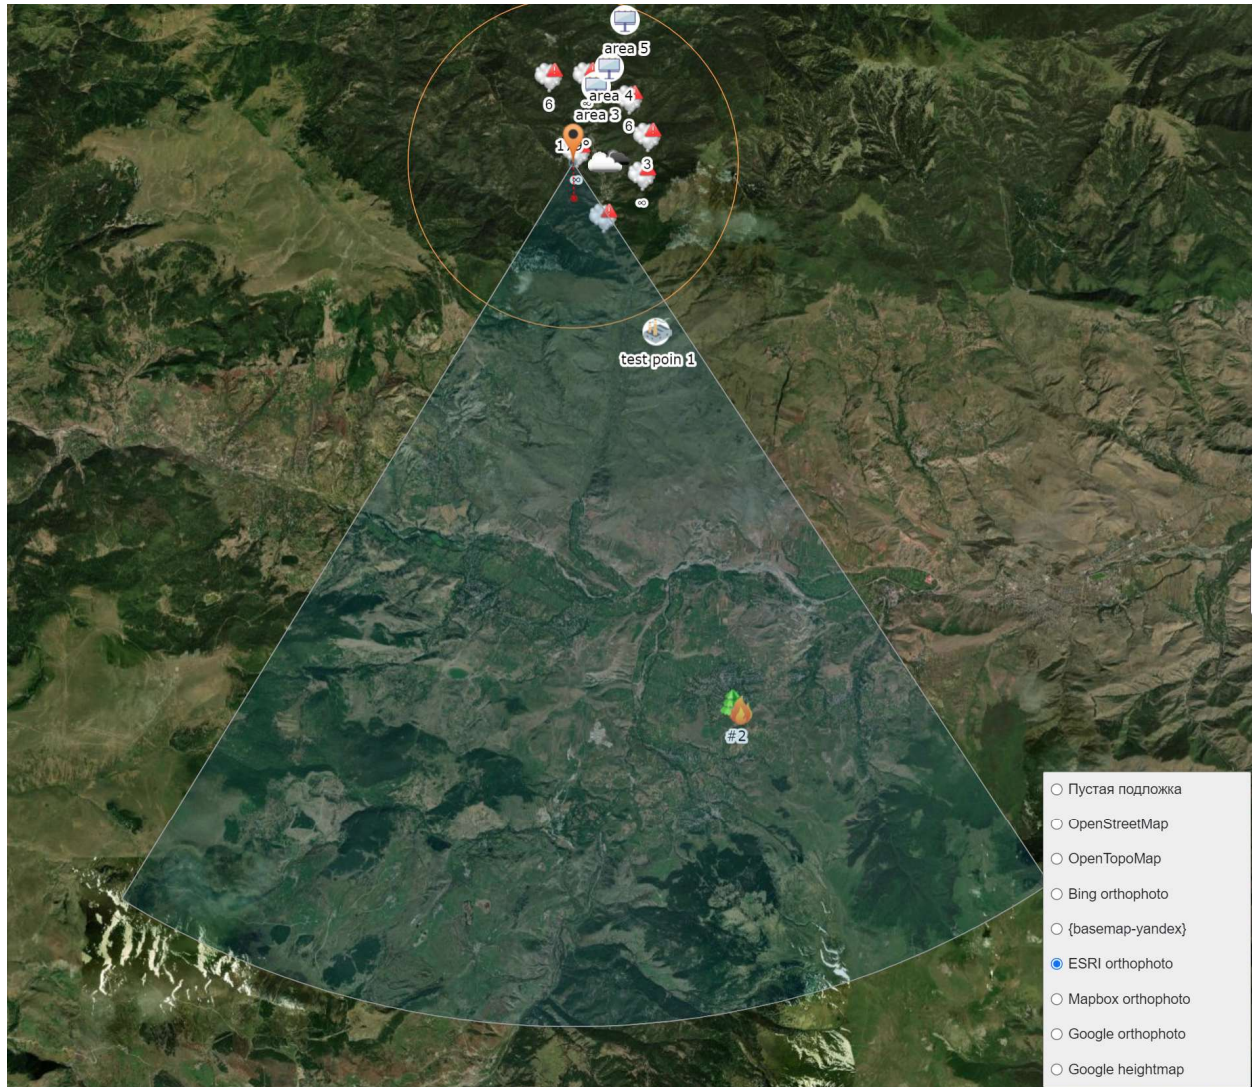 area 5
6
∞
area 4
area 3
6
3
∞
∞
test poin 1
#2
Пустая подложка
OpenStreetMap
OpenTopoMap
Bing orthophoto
{basemap-yandex}
ESRI orthophoto
Mapbox orthophoto
Google orthophoto
Google heightmap